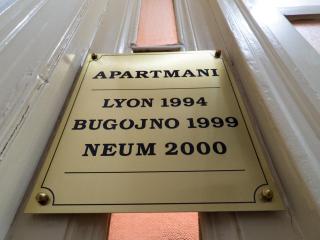 APARTMANI
LYON 1994
BUGOJNO 1999
NEUM 2000